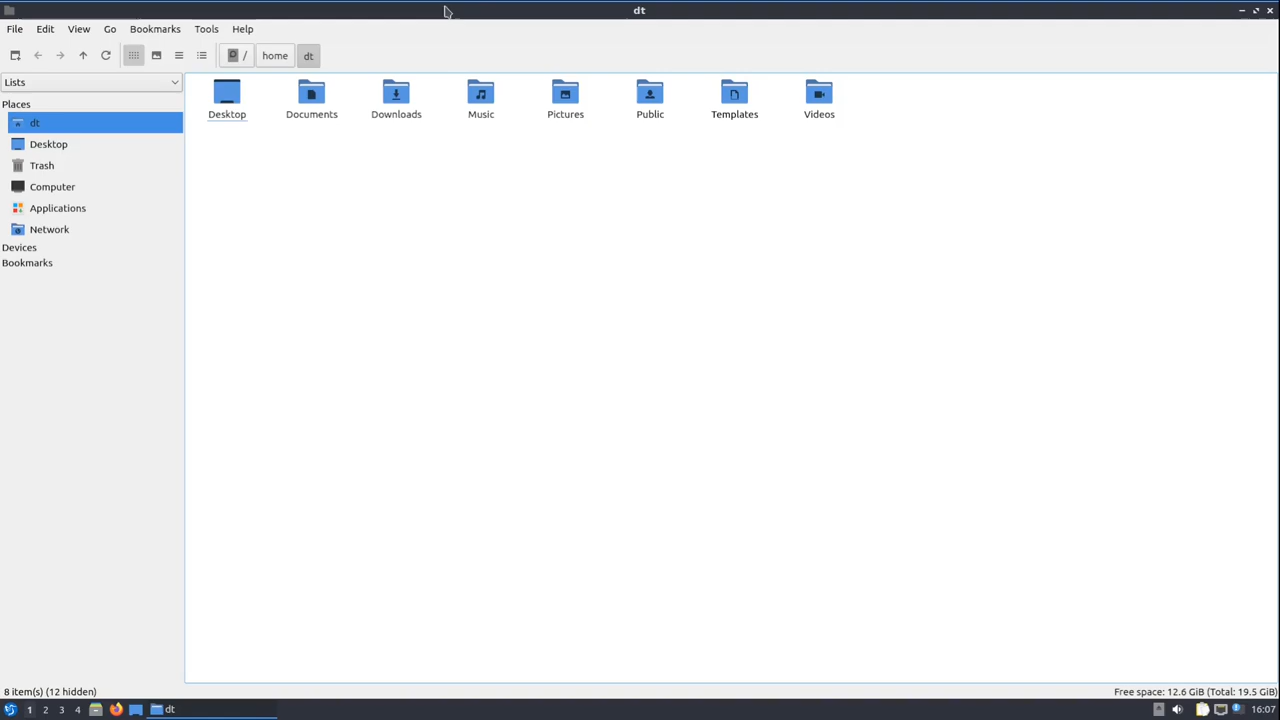 dt
File Edit View Go Bookmarks Tools Help
/ home dt
Lists
Places
dt
Desktop
Trash
Computer
Applications
Network
Devices
Bookmarks
Desktop Documents Downloads Music Pictures Public Templates Videos
8 item(s) (12 hidden)
Free space: 12.6 GiB (Total: 19.5 GiB)
1 2 3 4 dt 16:07